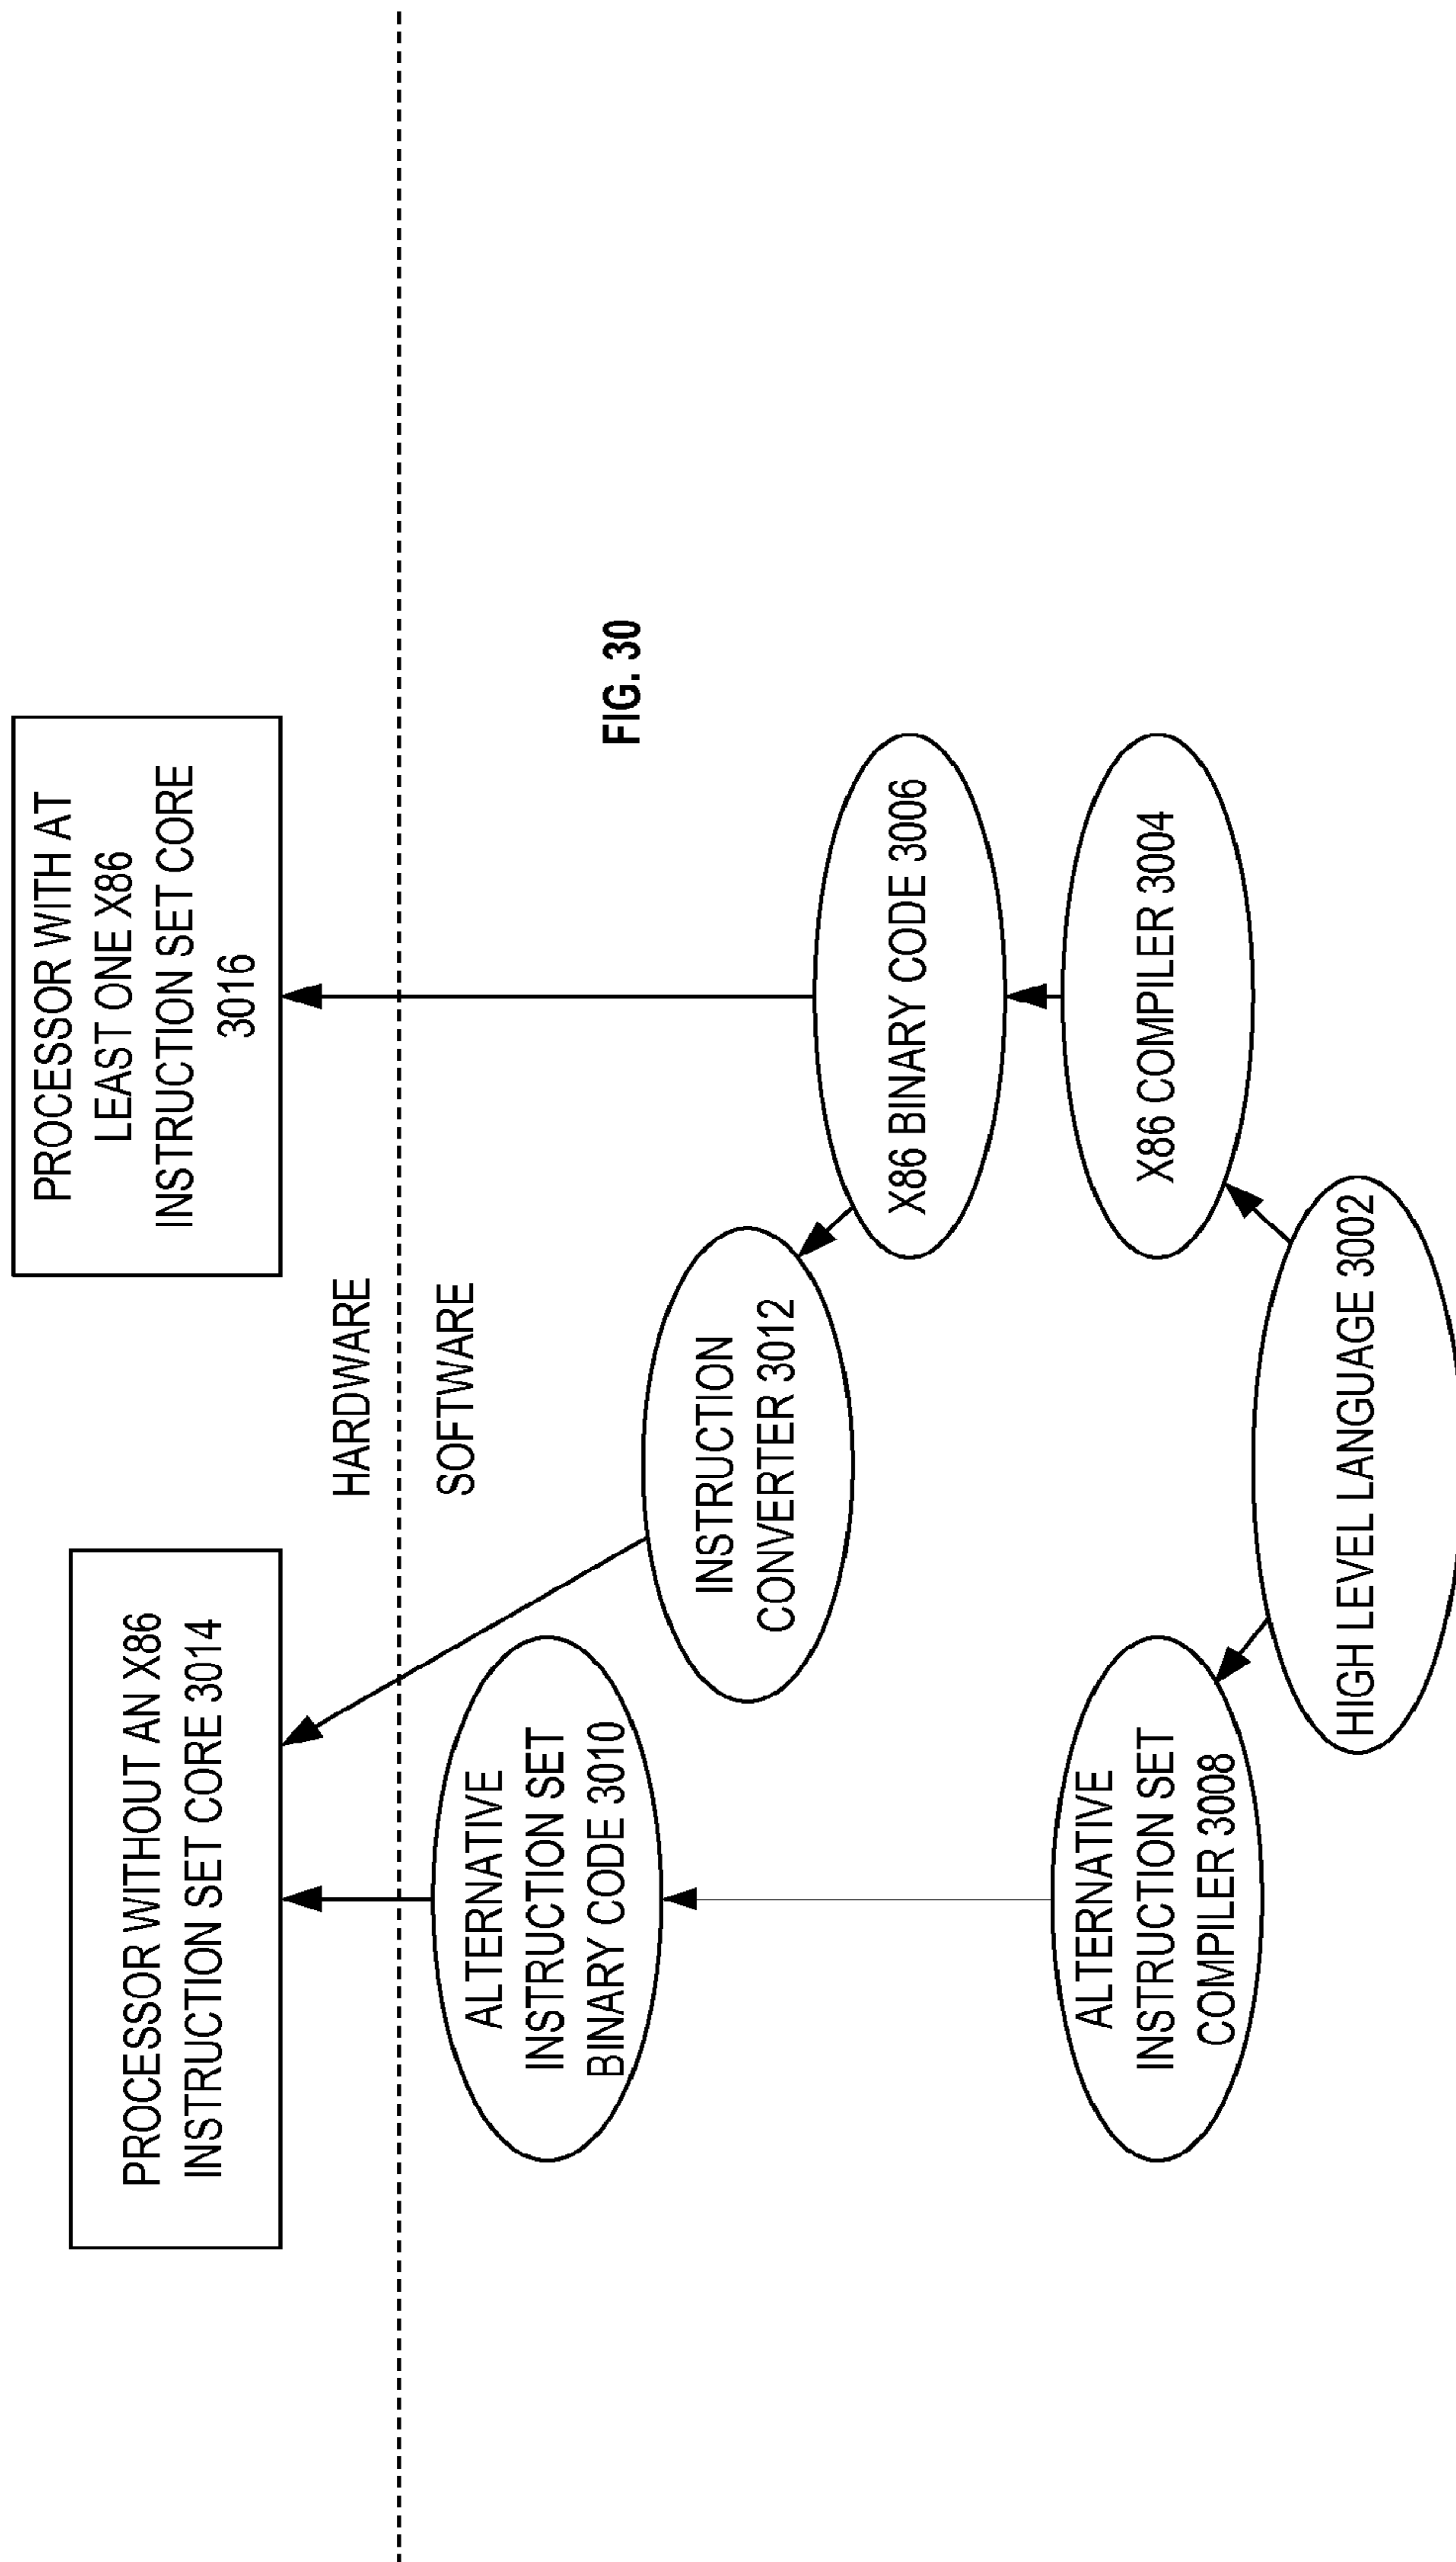 PROCESSOR WITHOUT AN X86
INSTRUCTION SET CORE 3014
PROCESSOR WITH AT
LEAST ONE X86
INSTRUCTION SET CORE
3016
HARDWARE
SOFTWARE
ALTERNATIVE
INSTRUCTION SET
BINARY CODE 3010
INSTRUCTION
CONVERTER 3012
FIG. 30
X86 BINARY CODE 3006
ALTERNATIVE
INSTRUCTION SET
COMPILER 3008
X86 COMPILER 3004
HIGH LEVEL LANGUAGE 3002